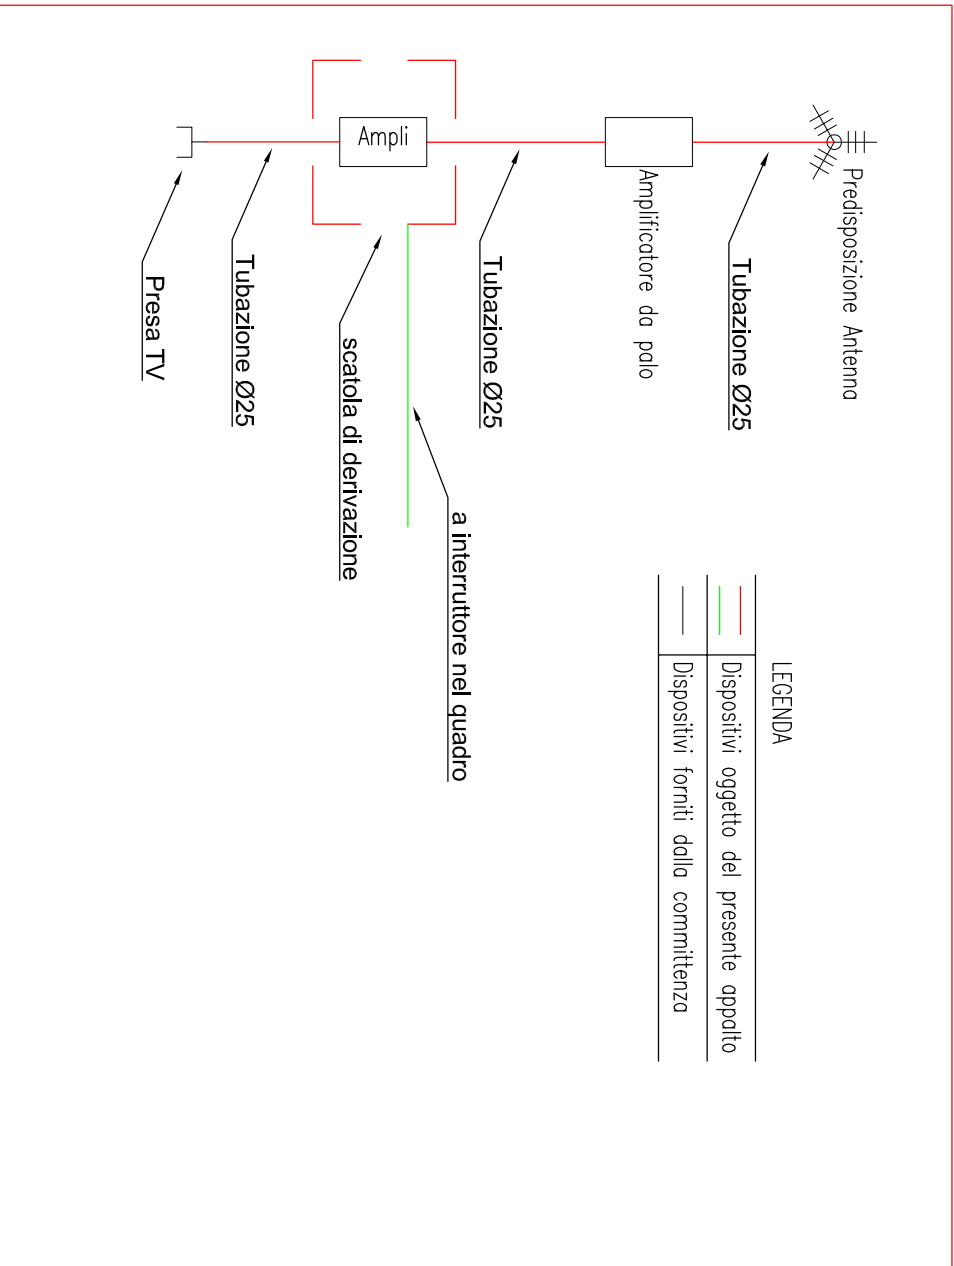 Predisposizione Antenna
Tubazione Ø25
Amplificatore da palo
Tubazione Ø25
Ampli
a interruttore nel quadro
scatola di derivazione
Tubazione Ø25
Presa TV
LEGENDA
Dispositivi oggetto del presente appalto
Dispositivi forniti dalla committenza